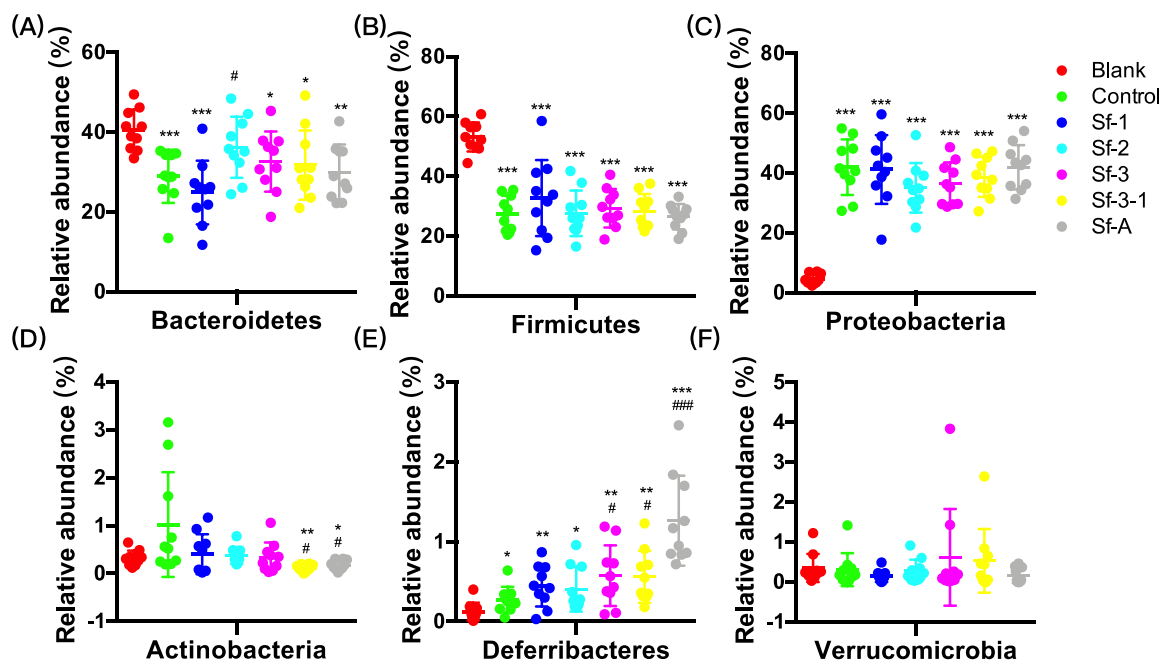 (A)
Relative abundance (%)
60
40
20
0
***
***
#
*
*
**
Bacteroidetes
(B)
Relative abundance (%)
80
60
40
20
0
***
***
***
***
***
***
Firmicutes
(C)
Relative abundance (%)
80
60
40
20
0
***
***
***
***
***
***
Proteobacteria
Blank
Control
Sf-1
Sf-2
Sf-3
Sf-3-1
Sf-A
(D)
Relative abundance (%)
4
3
2
1
0
-1
**
#
*
#
Actinobacteria
(E)
Relative abundance (%)
3
2
1
0
*
**
*
**
#
**
#
***
###
Deferribacteres
(F)
Relative abundance (%)
5
4
3
2
1
0
-1
Verrucomicrobia